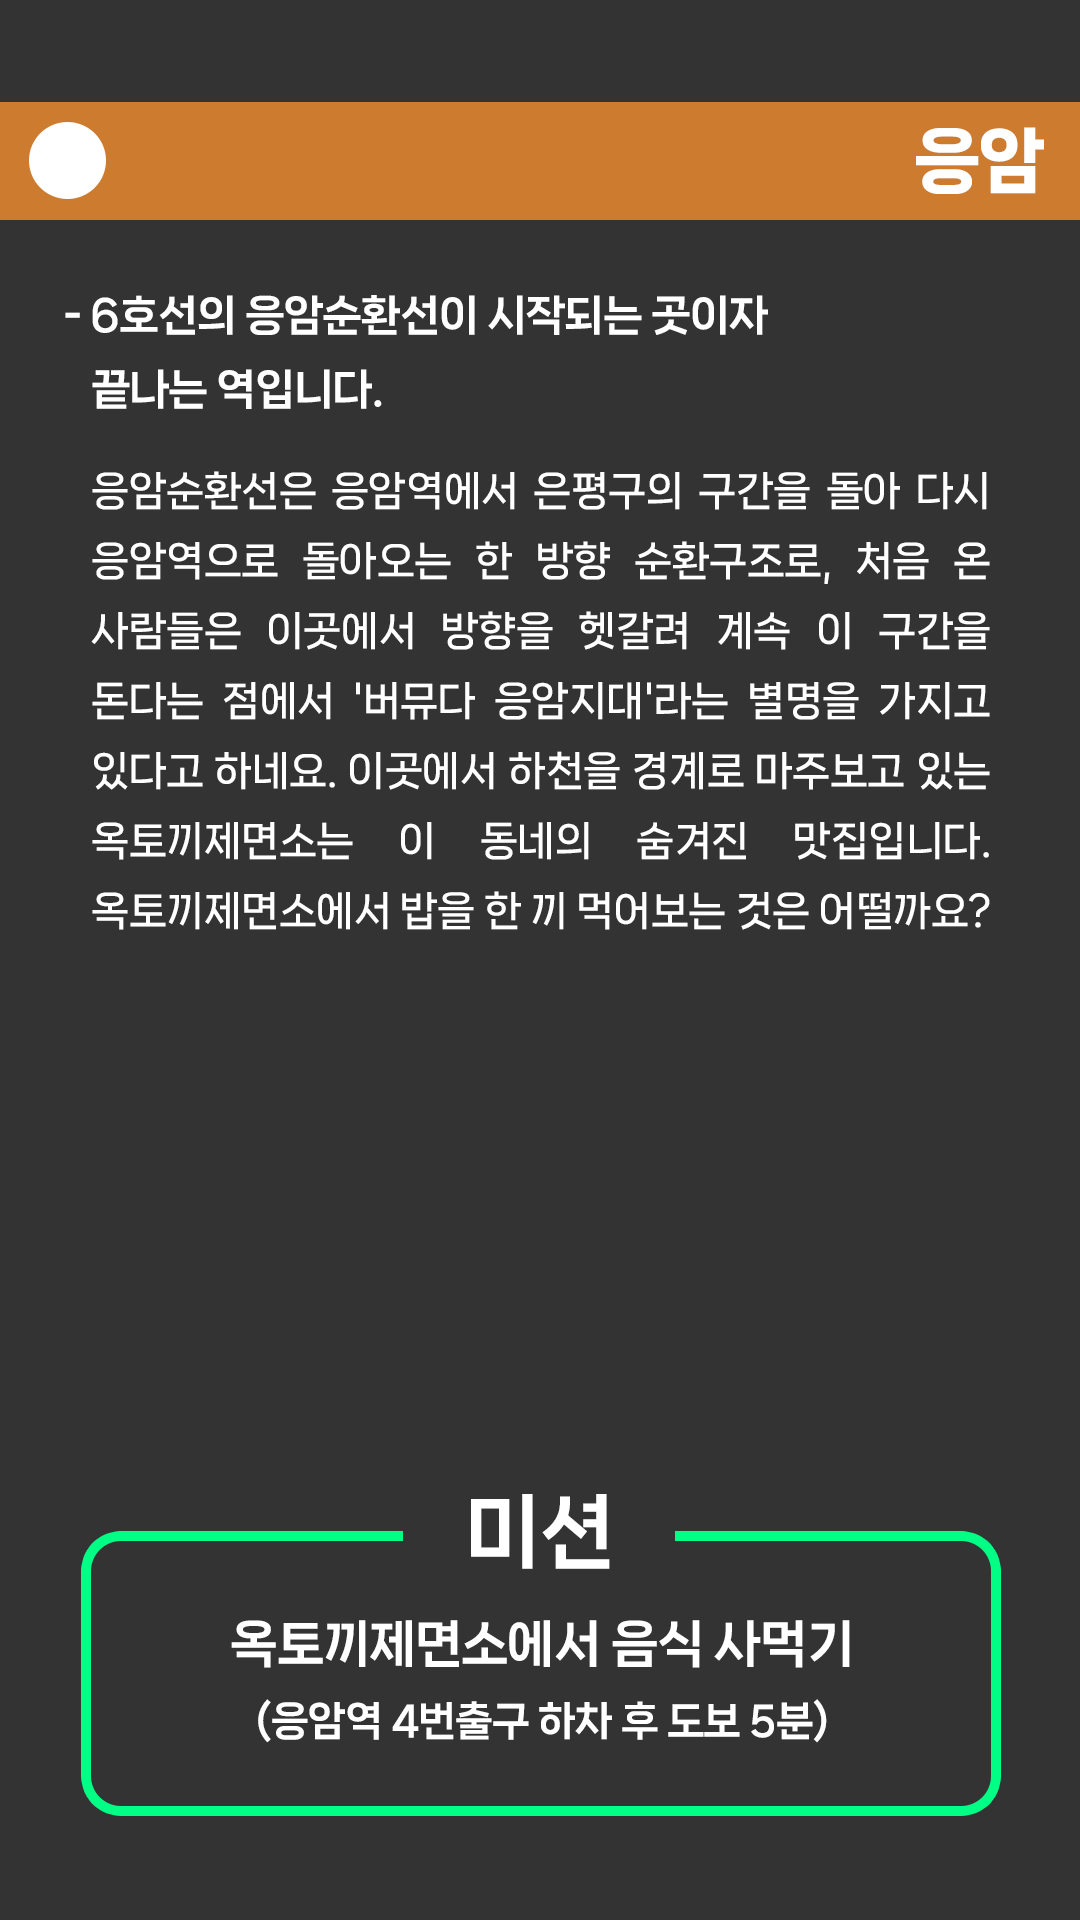 응암
- 6호선의 응암순환선이 시작되는 곳이자
끝나는 역입니다.
응암순환선은 응암역에서 은평구의 구간을 돌아 다시
응암역으로 돌아오는 한 방향 순환구조로, 처음 온
사람들은 이곳에서 방향을 헷갈려 계속 이 구간을
돈다는 점에서 '버뮤다 응암지대'라는 별명을 가지고
있다고 하네요. 이곳에서 하천을 경계로 마주보고 있는
옥토끼제면소는 이 동네의 숨겨진 맛집입니다.
옥토끼제면소에서 밥을 한 끼 먹어보는 것은 어떨까요?
미션
옥토끼제면소에서 음식 사먹기
(응암역 4번출구 하차 후 도보 5분)